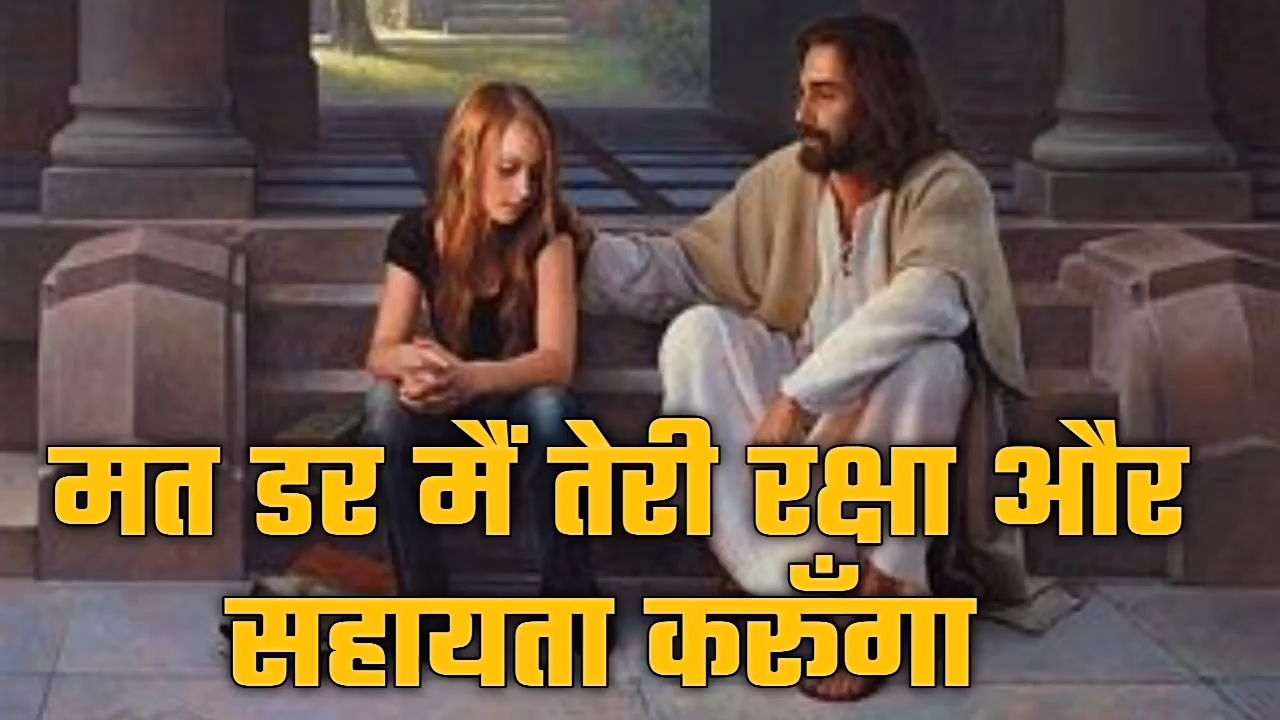 मत डर मैं तेरी रक्षा और
सहायता करूँगा